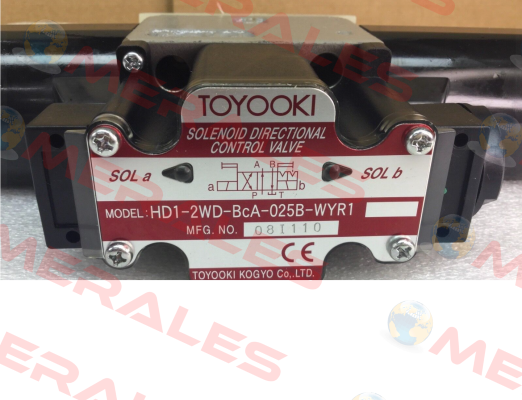 TOYOOKI
SOLENOID DIRECTIONAL
CONTROL VALVE
SOL a
SOL b
A B
a
b
P T
MODEL: HD1-2WD-BcA-025B-WYR1
MFG. NO. 08I110
CE
TOYOOKI KOGYO Co., LTD.
MERALES
MERALES
MERALES
MERALES